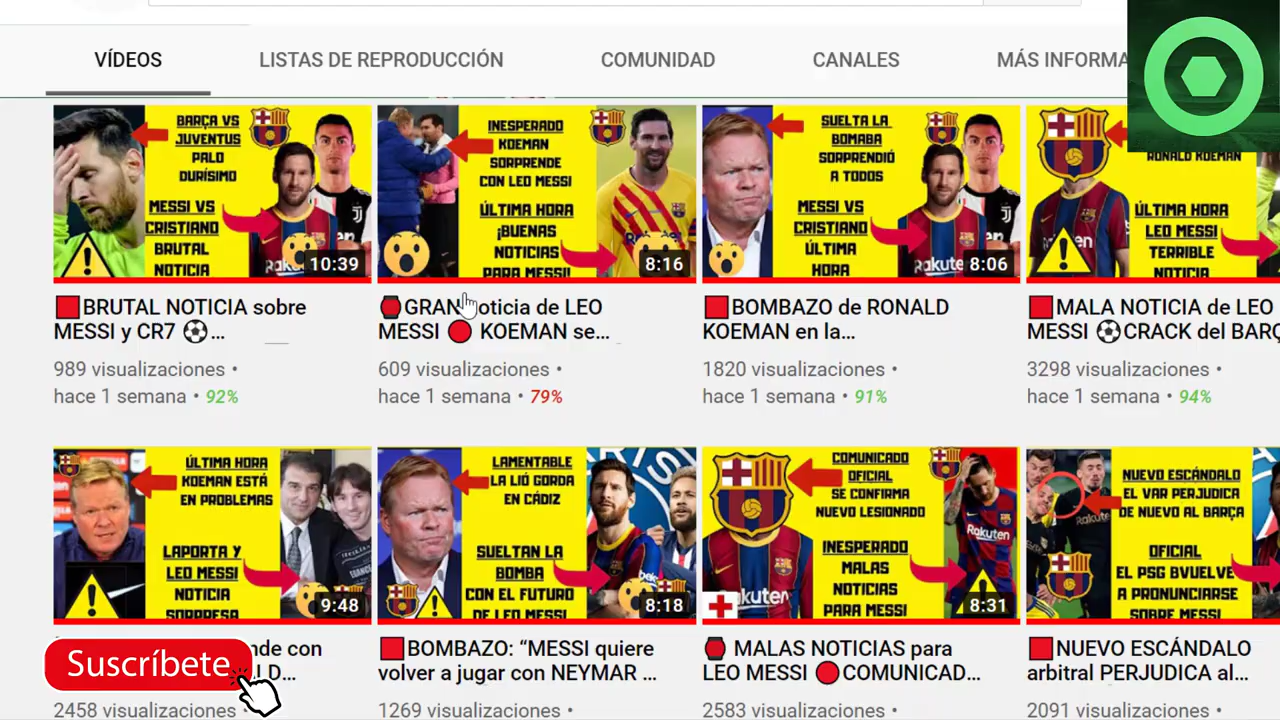 VÍDEOS
LISTAS DE REPRODUCCIÓN
COMUNIDAD
CANALES
MÁS INFORMA
BARÇA VS
JUVENTUS
PALO
DURÍSIMO
MESSI VS
CRISTIANO
BRUTAL
NOTICIA
10:39
INESPERADO
KOEMAN
SORPRENDE
CON LEO MESSI
ÚLTIMA HORA
¡BUENAS
NOTICIAS
PARA MESSI!
8:16
SUELTA LA
BOMBABA
SORPRENDIÓ
A TODOS
MESSI VS
CRISTIANO
ÚLTIMA
HORA
Rakuten
8:06
RONALD KOEMAN
ÚLTIMA HORA
LEO MESSI
TERRIBLE
NOTICIA
BRUTAL NOTICIA sobre
MESSI y CR7 ...
989 visualizaciones •
hace 1 semana • 92%
GRAN noticia de LEO
MESSI KOEMAN se...
609 visualizaciones •
hace 1 semana • 79%
BOMBAZO de RONALD
KOEMAN en la...
1820 visualizaciones •
hace 1 semana • 91%
MALA NOTICIA de LEO
MESSI CRACK del BARÇ
3298 visualizaciones •
hace 1 semana • 94%
ÚLTIMA HORA
KOEMAN ESTÁ
EN PROBLEMAS
LAPORTA Y
LEO MESSI
NOTICIA
SORPRESA
9:48
LAMENTABLE
LA LIÓ GORDA
EN CÁDIZ
SUELTAN LA
BOMBA
CON EL FUTURO
DE LEO MESSI
8:18
COMUNICADO
OFICIAL
SE CONFIRMA
NUEVO LESIONADO
INESPERADO
MALAS
NOTICIAS
PARA MESSI
Rakuten
8:31
NUEVO ESCÁNDALO
EL VAR PERJUDICA
DE NUEVO AL BARÇA
OFICIAL
EL PSG BVUELVE
A PRONUNCIARSE
SOBRE MESSI
nde con
LD...
2458 visualizaciones •
BOMBAZO: “MESSI quiere
volver a jugar con NEYMAR ...
1269 visualizaciones •
MALAS NOTICIAS para
LEO MESSI COMUNICAD...
2583 visualizaciones •
NUEVO ESCÁNDALO
arbitral PERJUDICA al...
2091 visualizaciones •
Suscríbete